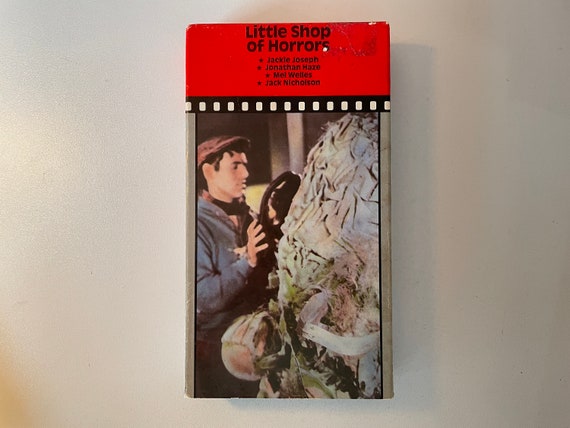 Little Shop
of Horrors
★ Jackie Joseph
★ Jonathan Haze
★ Mel Welles
★ Jack Nicholson